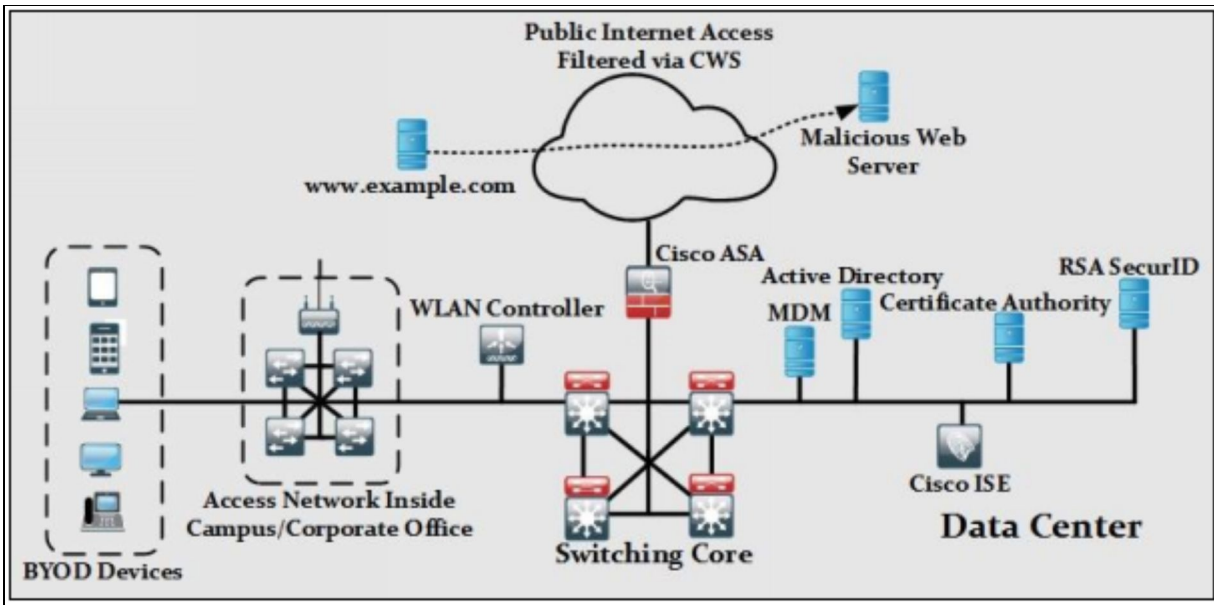 Public Internet Access
Filtered via CWS
Malicious Web
Server
www.example.com
Cisco ASA
Active Directory
RSA SecurID
WLAN Controller
MDM
Certificate Authority
Access Network Inside
Campus/Corporate Office
Cisco ISE
Switching Core
Data Center
BYOD Devices